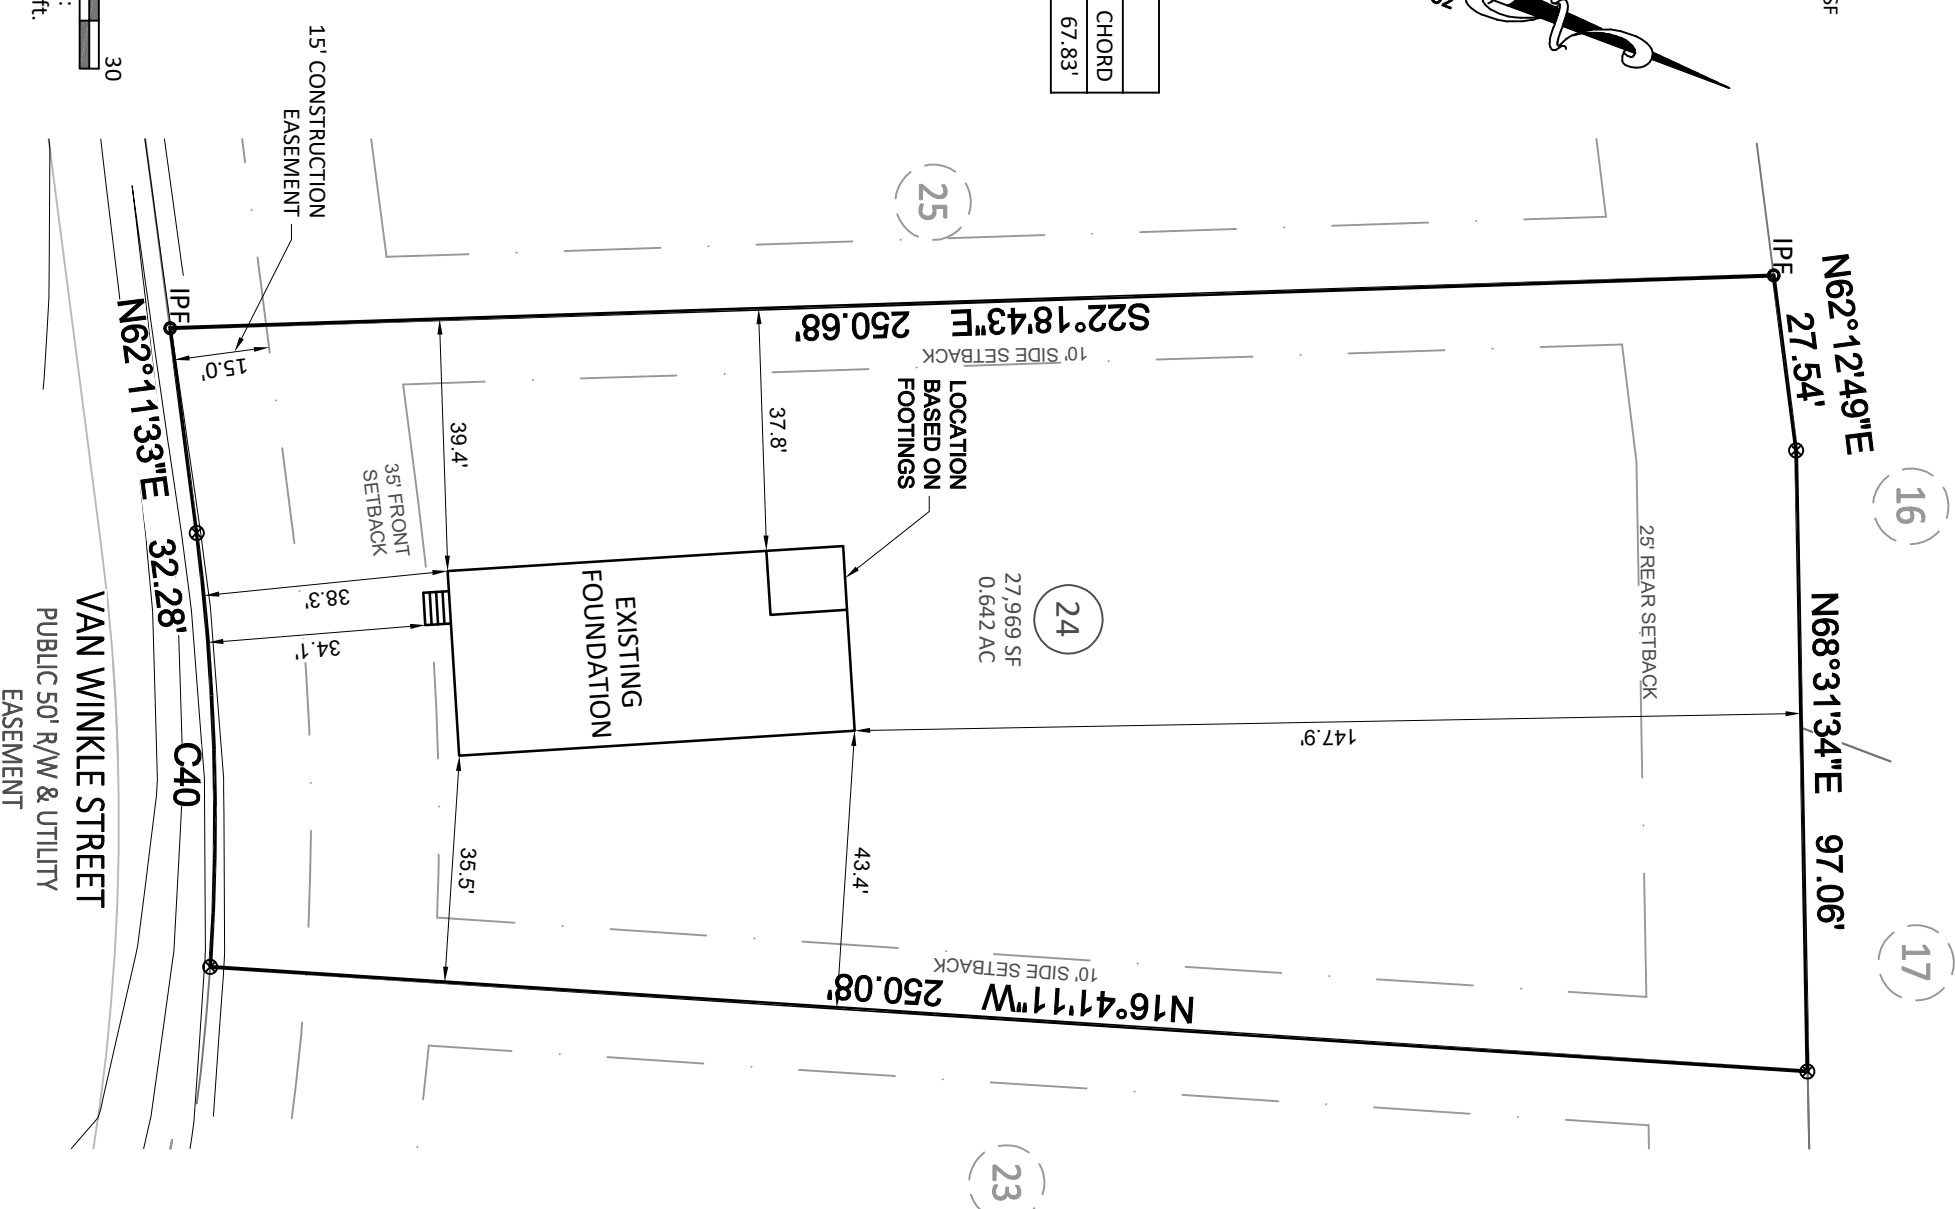 SF
CHORD
67.83'
30
ft.
15' CONSTRUCTION
EASEMENT
25
IPF
N62°12'49"E
27.54'
16
N68°31'34"E 97.06'
17
25' REAR SETBACK
S22°18'43"E 250.68'
10' SIDE SETBACK
LOCATION
BASED ON
FOOTINGS
24
27,969 SF
0.642 AC
147.9'
37.8'
39.4'
EXISTING
FOUNDATION
35' FRONT
SETBACK
38.3'
34.1'
35.5'
43.4'
10' SIDE SETBACK
N16°41'11"W 250.08'
23
IPF
15.0'
N62°11'33"E 32.28'
C40
VAN WINKLE STREET
PUBLIC 50' R/W & UTILITY
EASEMENT